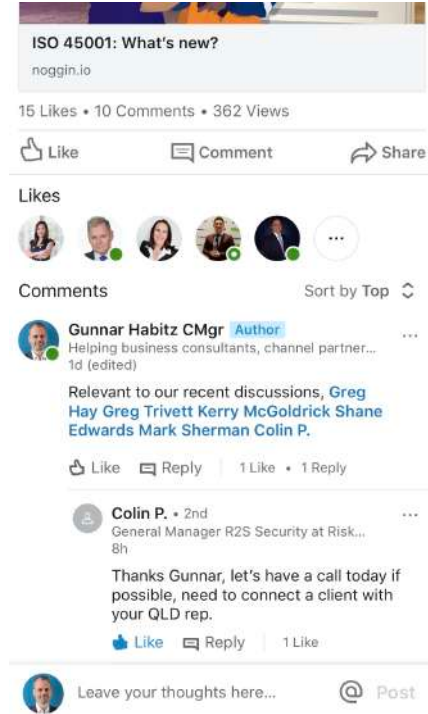 ISO 45001: What's new?
noggin.io
15 Likes • 10 Comments • 362 Views
Like Comment Share
Likes
Comments Sort by Top
Gunnar Habitz CMgr Author
Helping business consultants, channel partner...
1d (edited)
Relevant to our recent discussions, Greg
Hay Greg Trivett Kerry McGoldrick Shane
Edwards Mark Sherman Colin P.
Like Reply 1 Like • 1 Reply
Colin P. • 2nd
General Manager R2S Security at Risk...
8h
Thanks Gunnar, let's have a call today if
possible, need to connect a client with
your QLD rep.
Like Reply 1 Like
Leave your thoughts here... @ Post